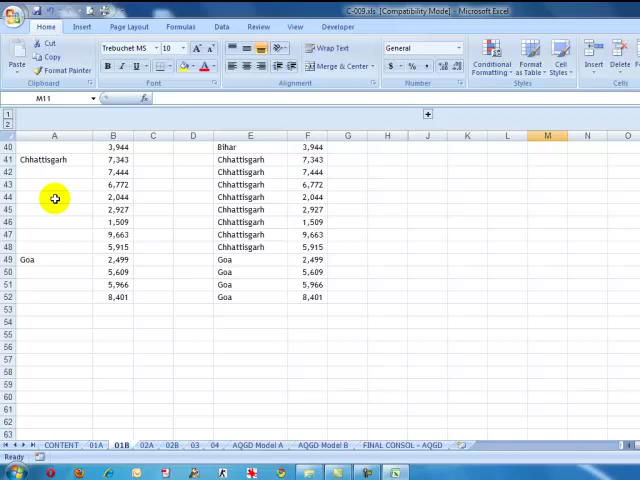 C-009.xls [Compatibility Mode] - Microsoft Excel
Home Insert Page Layout Formulas Data Review View Developer
Paste Cut Copy Format Painter
Trebuchet MS 10 A A
B I U A
Wrap Text
Merge & Center
General
$ % , .0 .00 .00 .0
Conditional Formatting Format as Table Cell Styles Insert Delete
Clipboard Font Alignment Number Styles
M11 fx
1
2
A B C D E F G H J K L M N O
40 3,944 Bihar 3,944
41 Chhattisgarh 7,343 Chhattisgarh 7,343
42 7,444 Chhattisgarh 7,444
43 6,772 Chhattisgarh 6,772
44 2,044 Chhattisgarh 2,044
45 2,927 Chhattisgarh 2,927
46 1,509 Chhattisgarh 1,509
47 9,663 Chhattisgarh 9,663
48 5,915 Chhattisgarh 5,915
49 Goa 2,499 Goa 2,499
50 5,609 Goa 5,609
51 5,966 Goa 5,966
52 8,401 Goa 8,401
53
54
55
56
57
58
59
60
61
62
63
CONTENT 01A 01B 02A 02B 03 04 AQGD Model A AQGD Model B FINAL CONSOL - AQGD
Ready